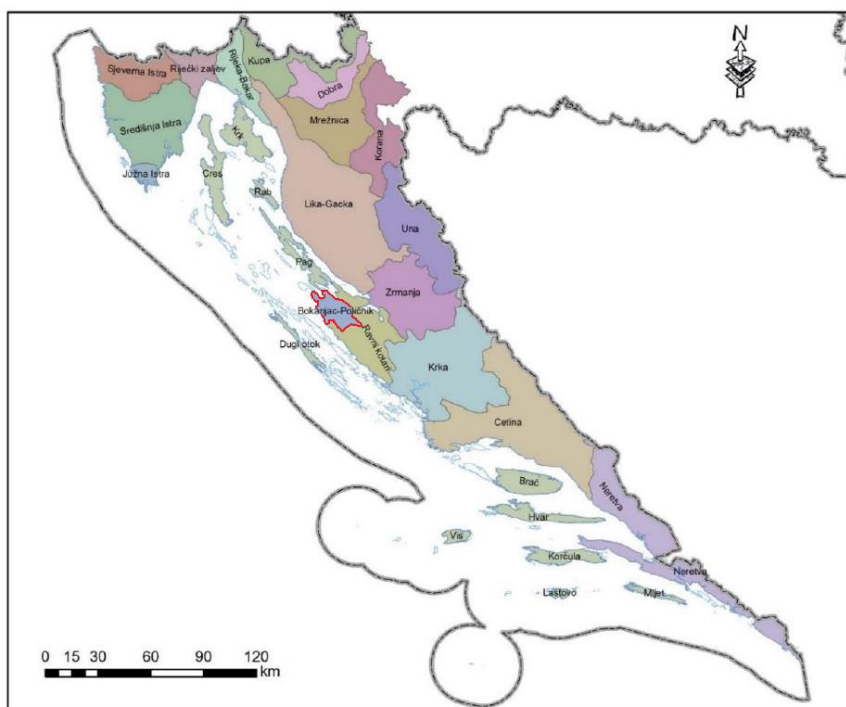 N
Sjeverna Istra
Riječki zaljev
Rijeka-Bakar
Kupa
Dobra
Središnja Istra
Krk
Mrežnica
Korana
Južna Istra
Cres
Rab
Lika-Gacka
Una
Pag
Zrmanja
Bokanjac-Poličnik
Dugi otok
Ravni kotari
Krka
Cetina
Brač
Neretva
Hvar
Vis
Korčula
Neretva
Lastovo
Mljet
0 15 30 60 90 120
km